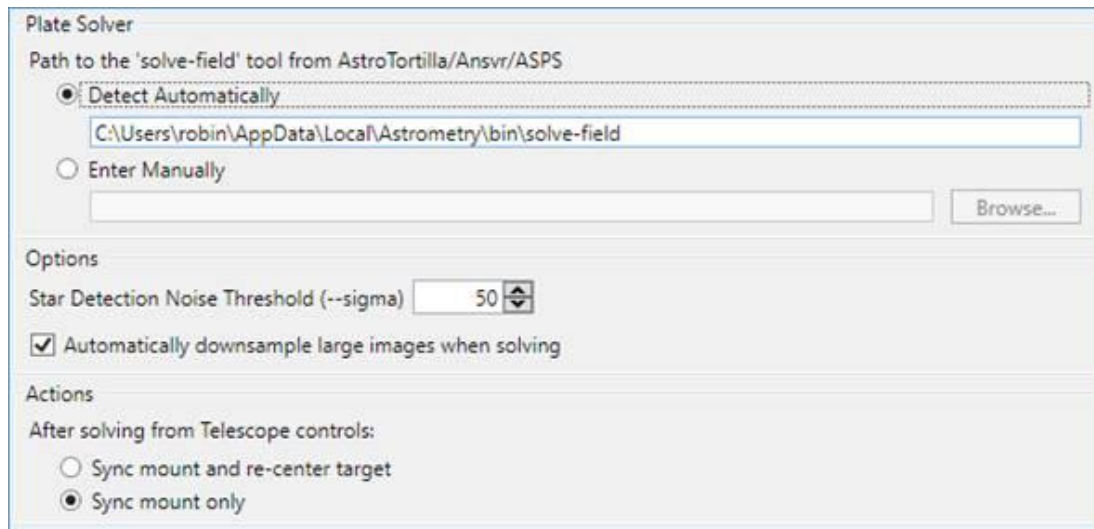 Plate Solver
Path to the 'solve-field' tool from AstroTortilla/Ansvr/ASPS
Detect Automatically
C:\Users\robin\AppData\Local\Astrometry\bin\solve-field
Enter Manually
Browse...
Options
Star Detection Noise Threshold (--sigma) 50
Automatically downsample large images when solving
Actions
After solving from Telescope controls:
Sync mount and re-center target
Sync mount only